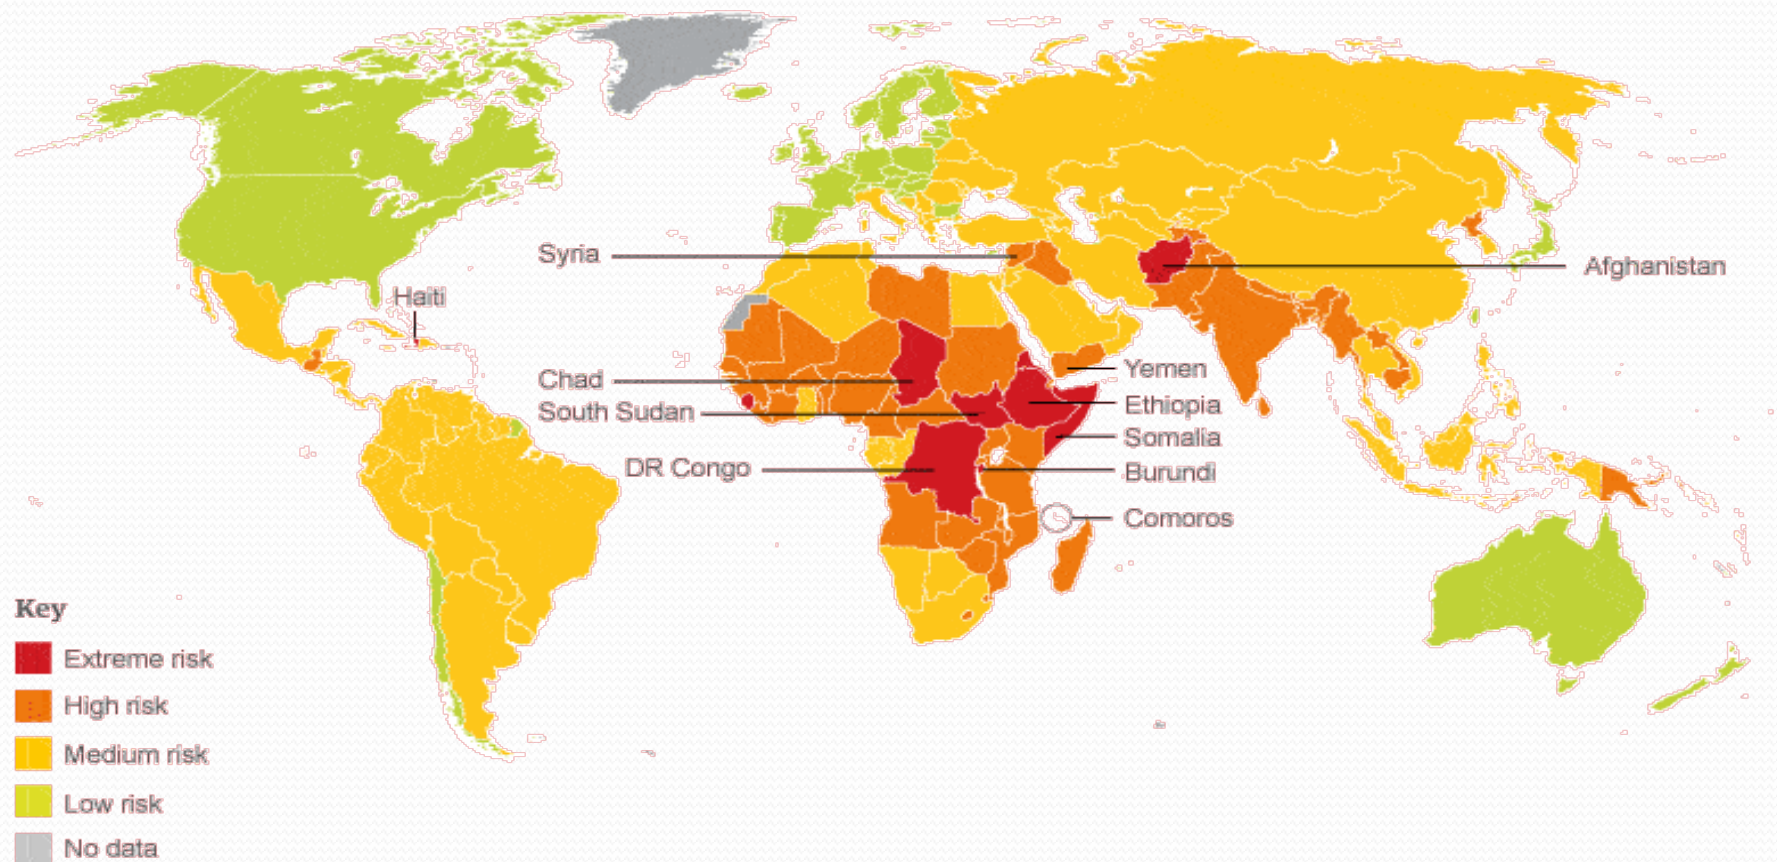 Syria
Afghanistan
Haiti
Yemen
Chad
Ethiopia
South Sudan
Somalia
DR Congo
Burundi
Comoros
Key
Extreme risk
High risk
Medium risk
Low risk
No data